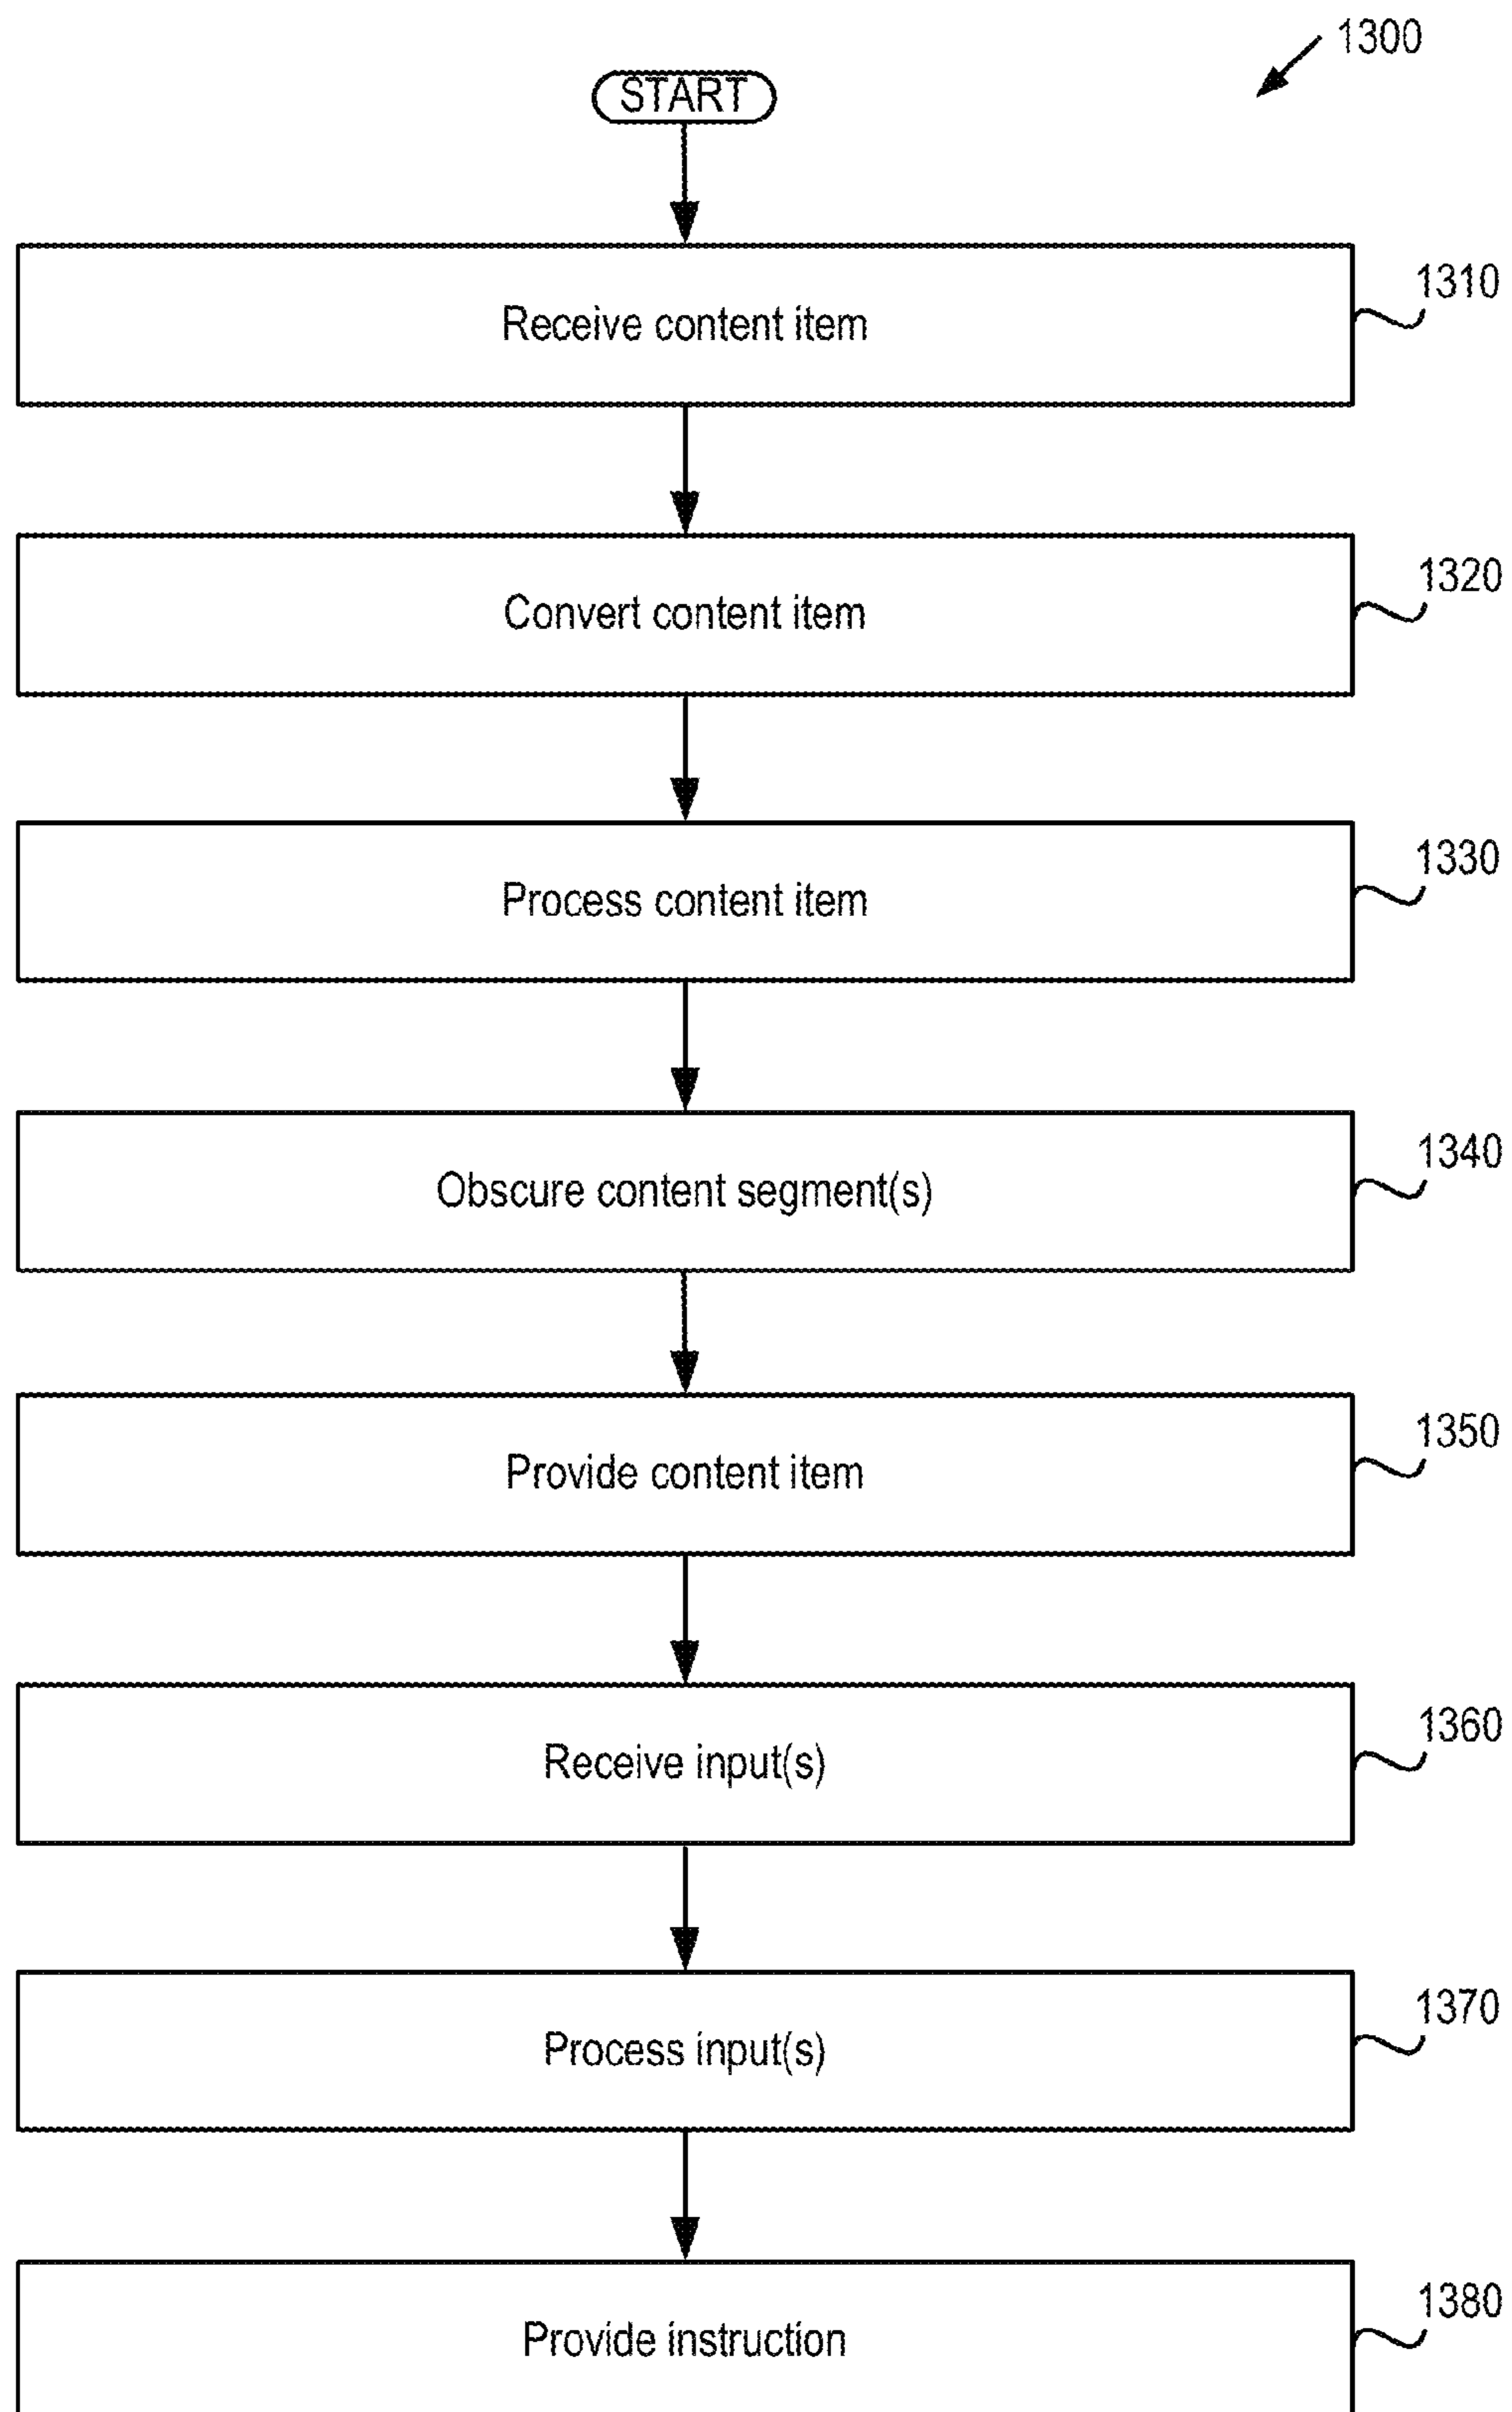 1300
START
1310
Receive content item
1320
Convert content item
1330
Process content item
1340
Obscure content segment(s)
1350
Provide content item
1360
Receive input(s)
1370
Process input(s)
1380
Provide instruction